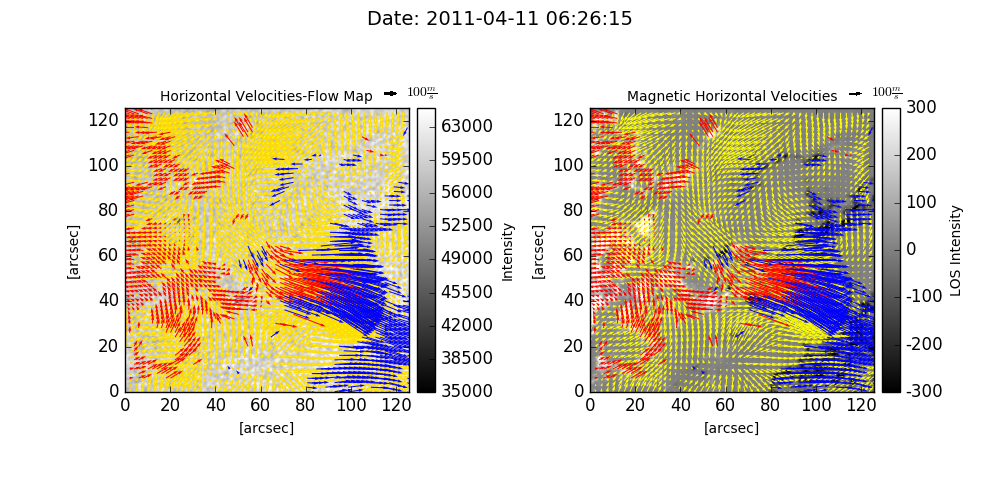 Date: 2011-04-11 06:26:15
Horizontal Velocities-Flow Map
100 m/s
120
100
80
60
40
20
0
[arcsec]
0 20 40 60 80 100 120
[arcsec]
63000
59500
56000
52500
49000
45500
42000
38500
35000
Intensity
Magnetic Horizontal Velocities
100 m/s
120
100
80
60
40
20
0
[arcsec]
0 20 40 60 80 100 120
[arcsec]
300
200
100
0
-100
-200
-300
LOS Intensity